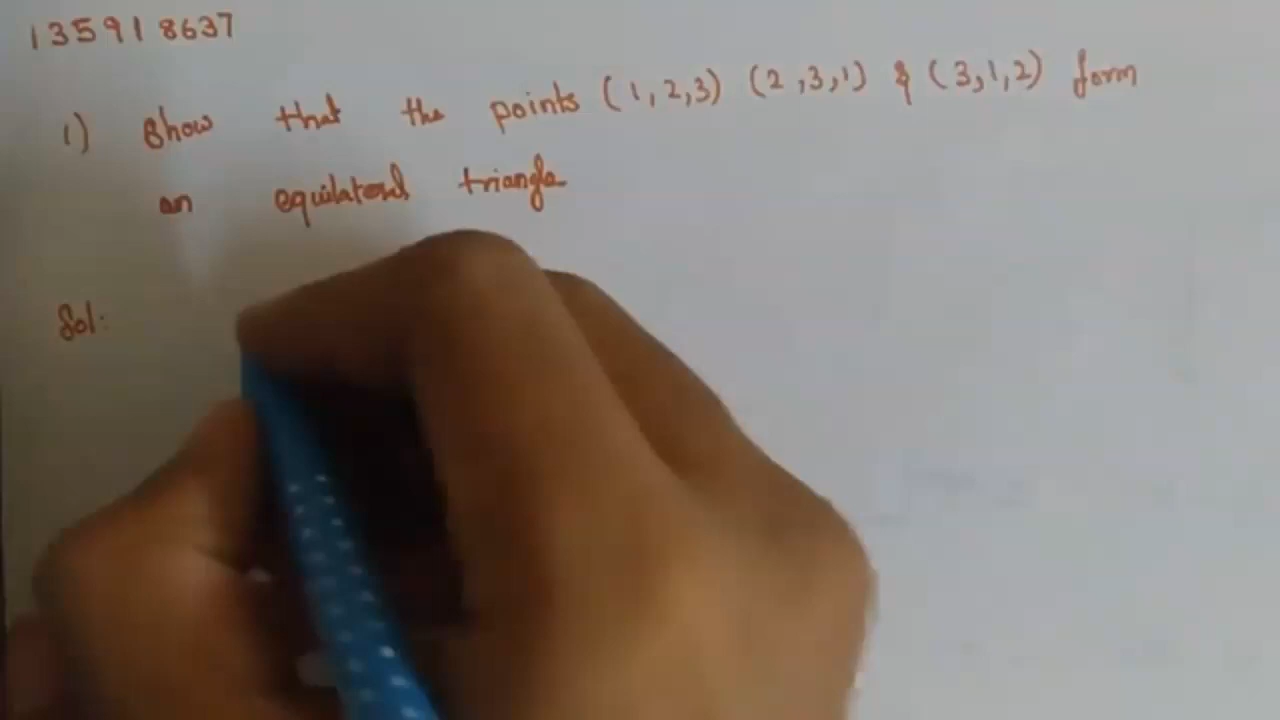 135918637
1) Show that the points (1,2,3) (2,3,1) & (3,1,2) form
an equilateral triangle
Sol: